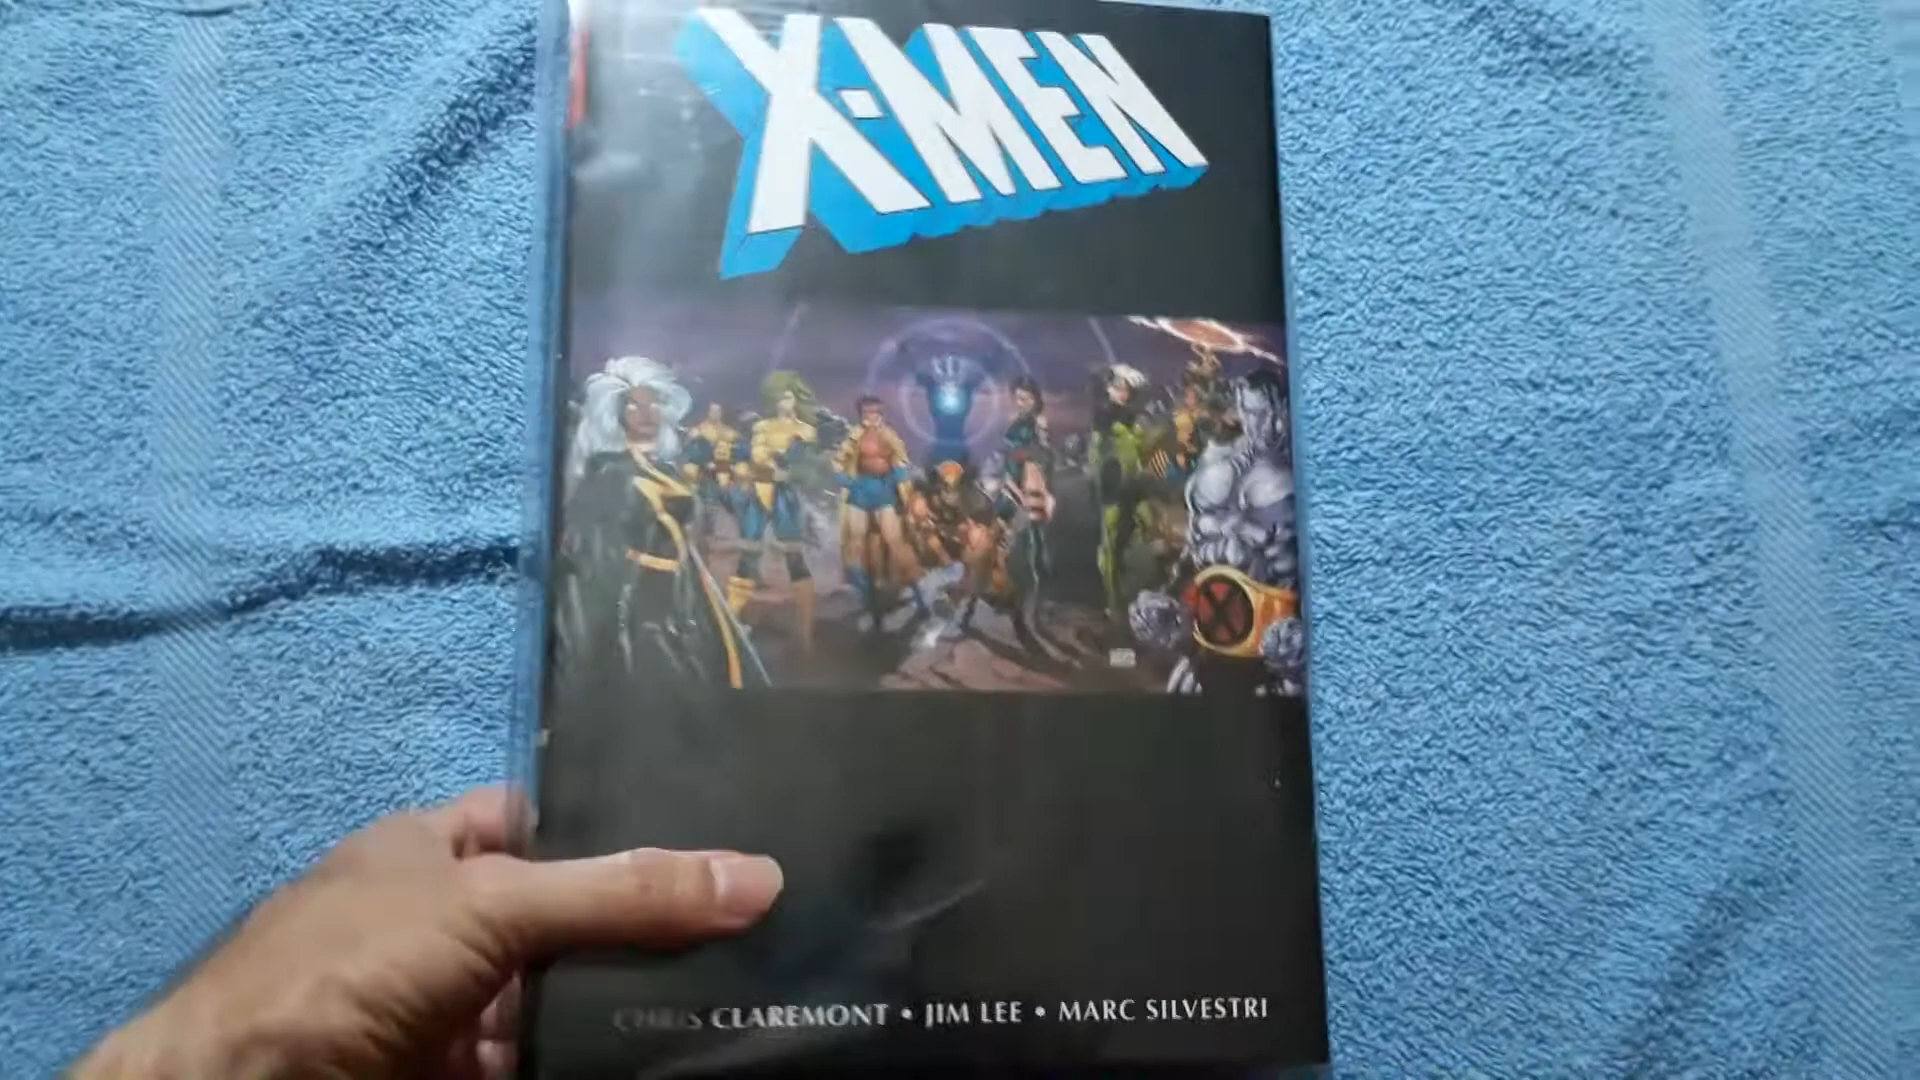 X-MEN
CHRIS CLAREMONT • JIM LEE • MARC SILVESTRI